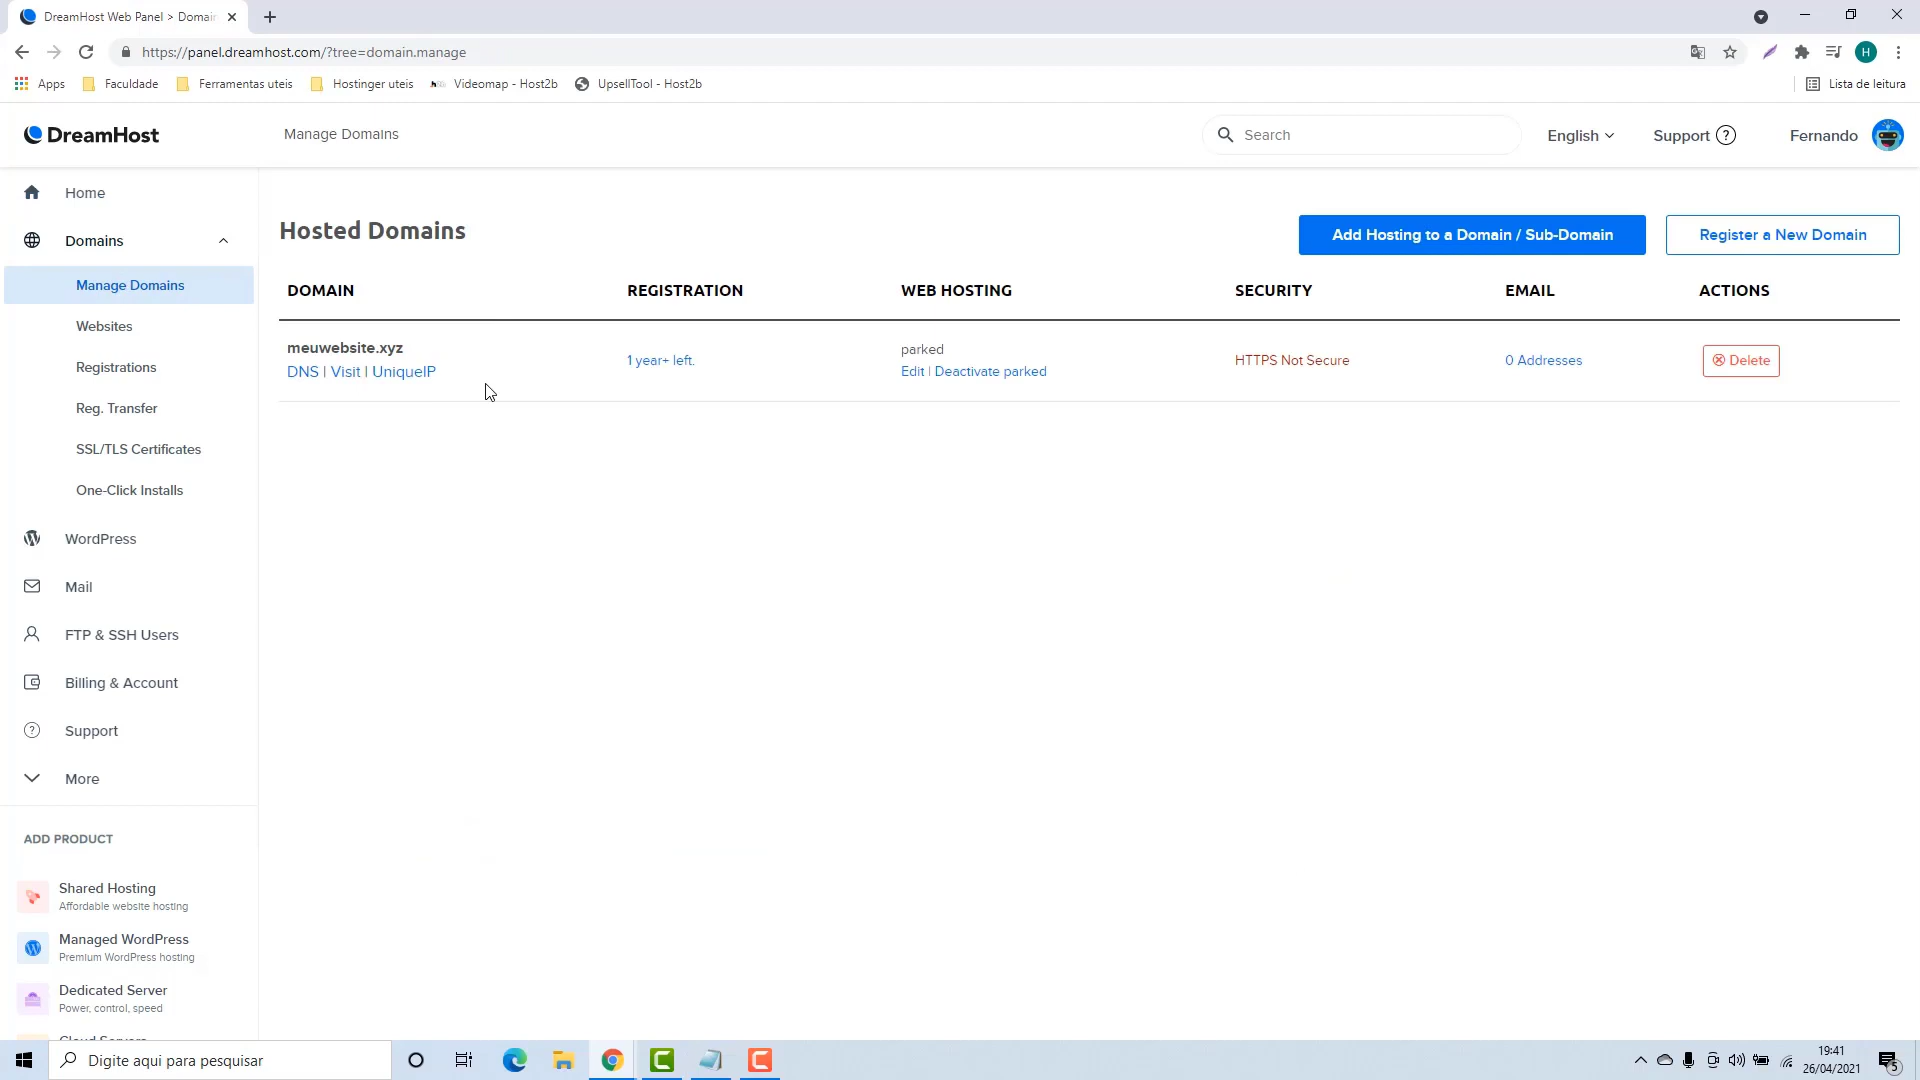 DreamHost Web Panel > Domai
https://panel.dreamhost.com/?tree=domain.manage
H
Apps
Faculdade
Ferramentas uteis
Hostinger uteis
Videomap - Host2b
UpsellTool - Host2b
Lista de leitura
DreamHost
Manage Domains
Search
English
Support ?
Fernando
Home
Domains
Manage Domains
Websites
Registrations
Reg. Transfer
SSL/TLS Certificates
One-Click Installs
WordPress
Mail
FTP & SSH Users
Billing & Account
Support
More
ADD PRODUCT
Shared Hosting
Affordable website hosting
Managed WordPress
Premium WordPress hosting
Dedicated Server
Power, control, speed
Cloud Servers
Hosted Domains
Add Hosting to a Domain / Sub-Domain
Register a New Domain
DOMAIN REGISTRATION WEB HOSTING SECURITY EMAIL ACTIONS
meuwebsite.xyz
DNS | Visit | UniqueIP
1 year+ left.
parked
Edit | Deactivate parked
HTTPS Not Secure
0 Addresses
Delete
Digite aqui para pesquisar
19:41
26/04/2021
5